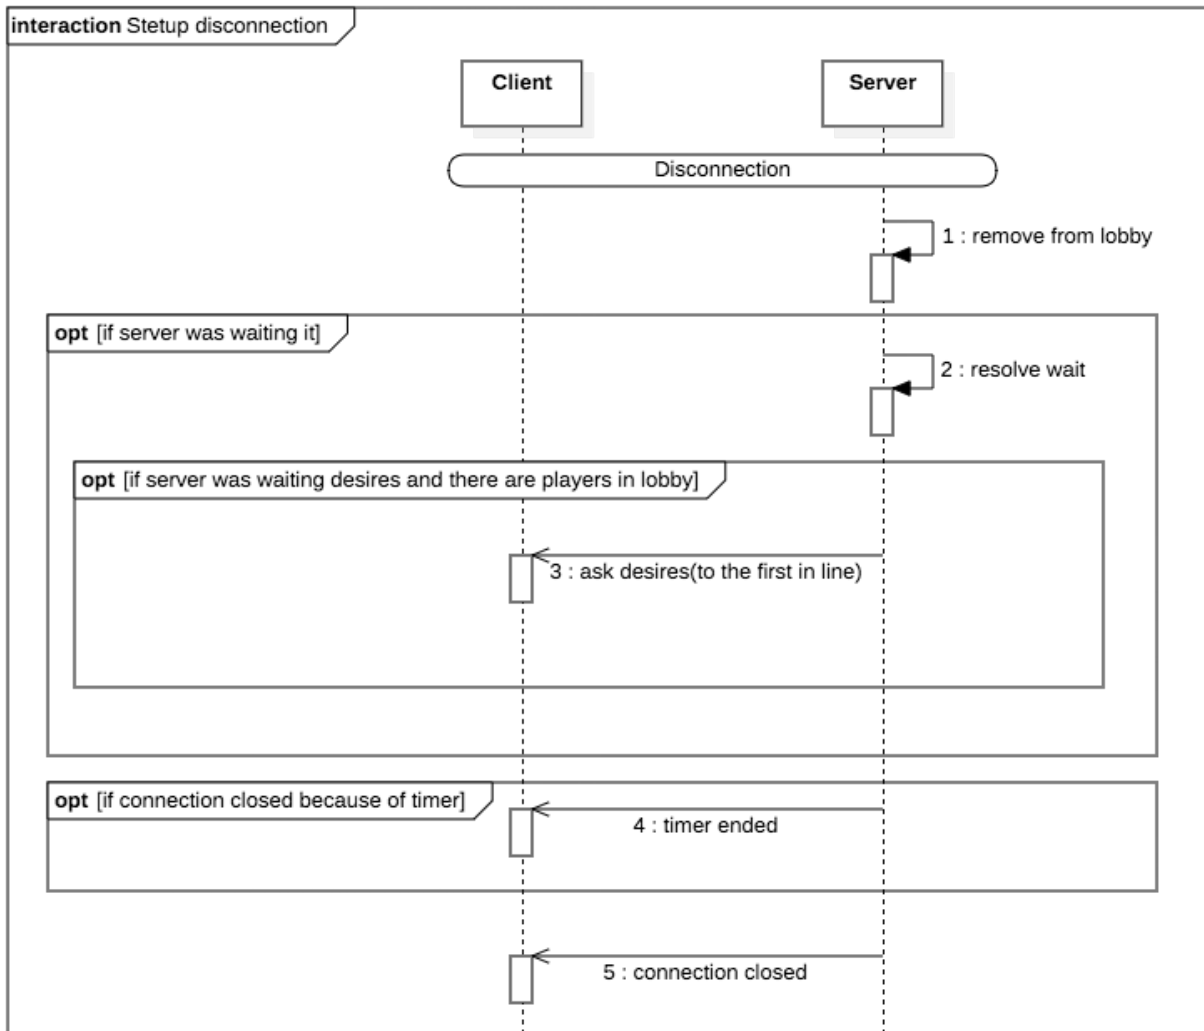 interaction Stetup disconnection
Client
Server
Disconnection
1 : remove from lobby
opt [if server was waiting it]
2 : resolve wait
opt [if server was waiting desires and there are players in lobby]
3 : ask desires(to the first in line)
opt [if connection closed because of timer]
4 : timer ended
5 : connection closed